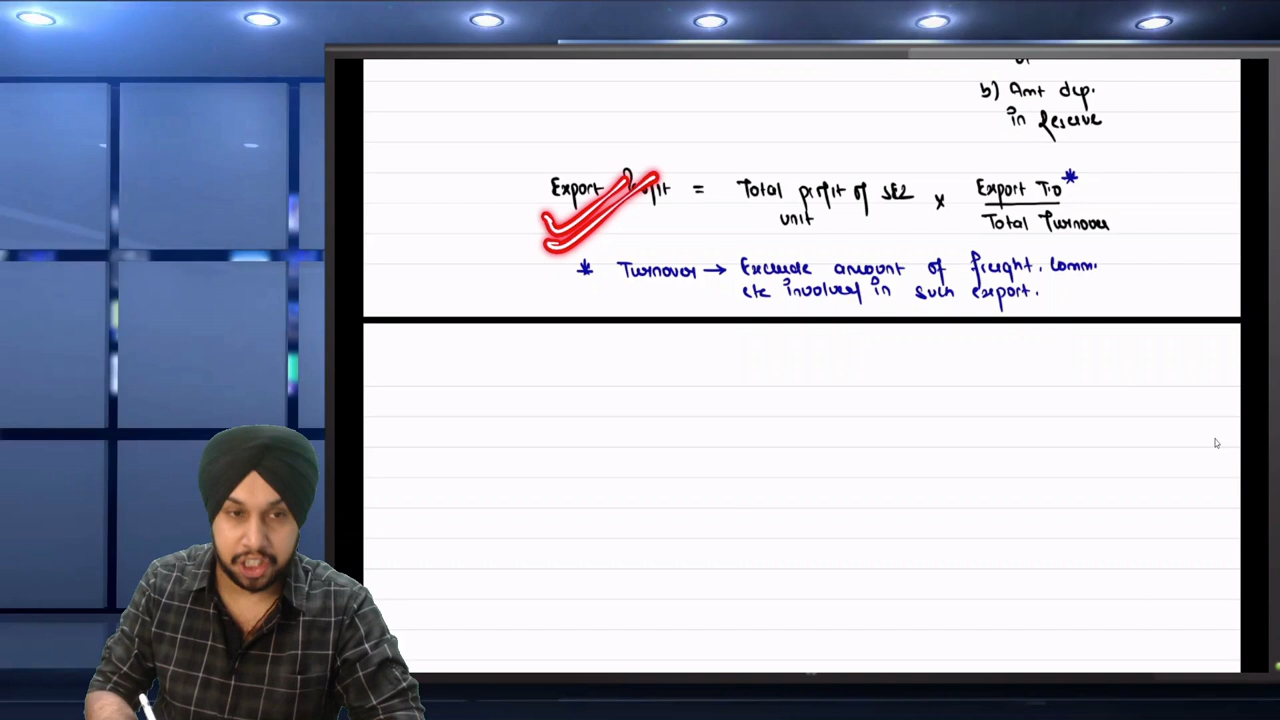 b) Amt dep.
in Reserve
Export Profit = Total profit of SEZ unit × Export T/O* / Total Turnover
* Turnover → Exclude amount of freight, comm.
etc involved in such export.